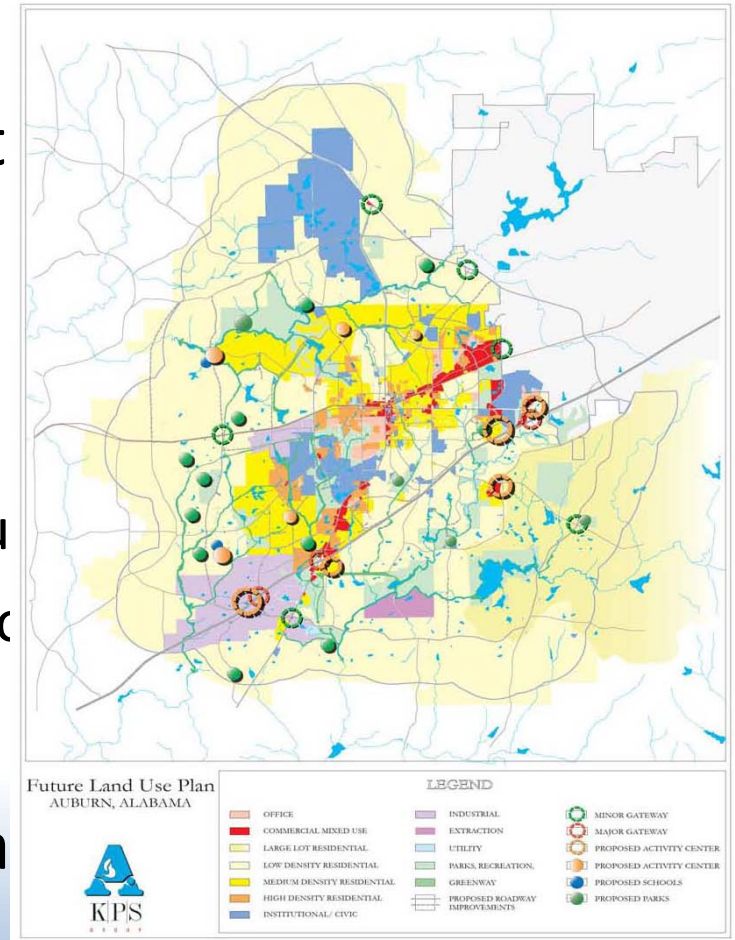 t
u
Future Land Use Plan
AUBURN, ALABAMA
KPS
GROUP
LEGEND
OFFICE
COMMERCIAL MIXED USE
LARGE LOT RESIDENTIAL
LOW DENSITY RESIDENTIAL
MEDIUM DENSITY RESIDENTIAL
HIGH DENSITY RESIDENTIAL
INSTITUTIONAL/ CIVIC
INDUSTRIAL
EXTRACTION
UTILITY
PARKS, RECREATION,
GREENWAY
PROPOSED ROADWAY
IMPROVEMENTS
MINOR GATEWAY
MAJOR GATEWAY
PROPOSED ACTIVITY CENTER
PROPOSED ACTIVITY CENTER
PROPOSED SCHOOLS
PROPOSED PARKS